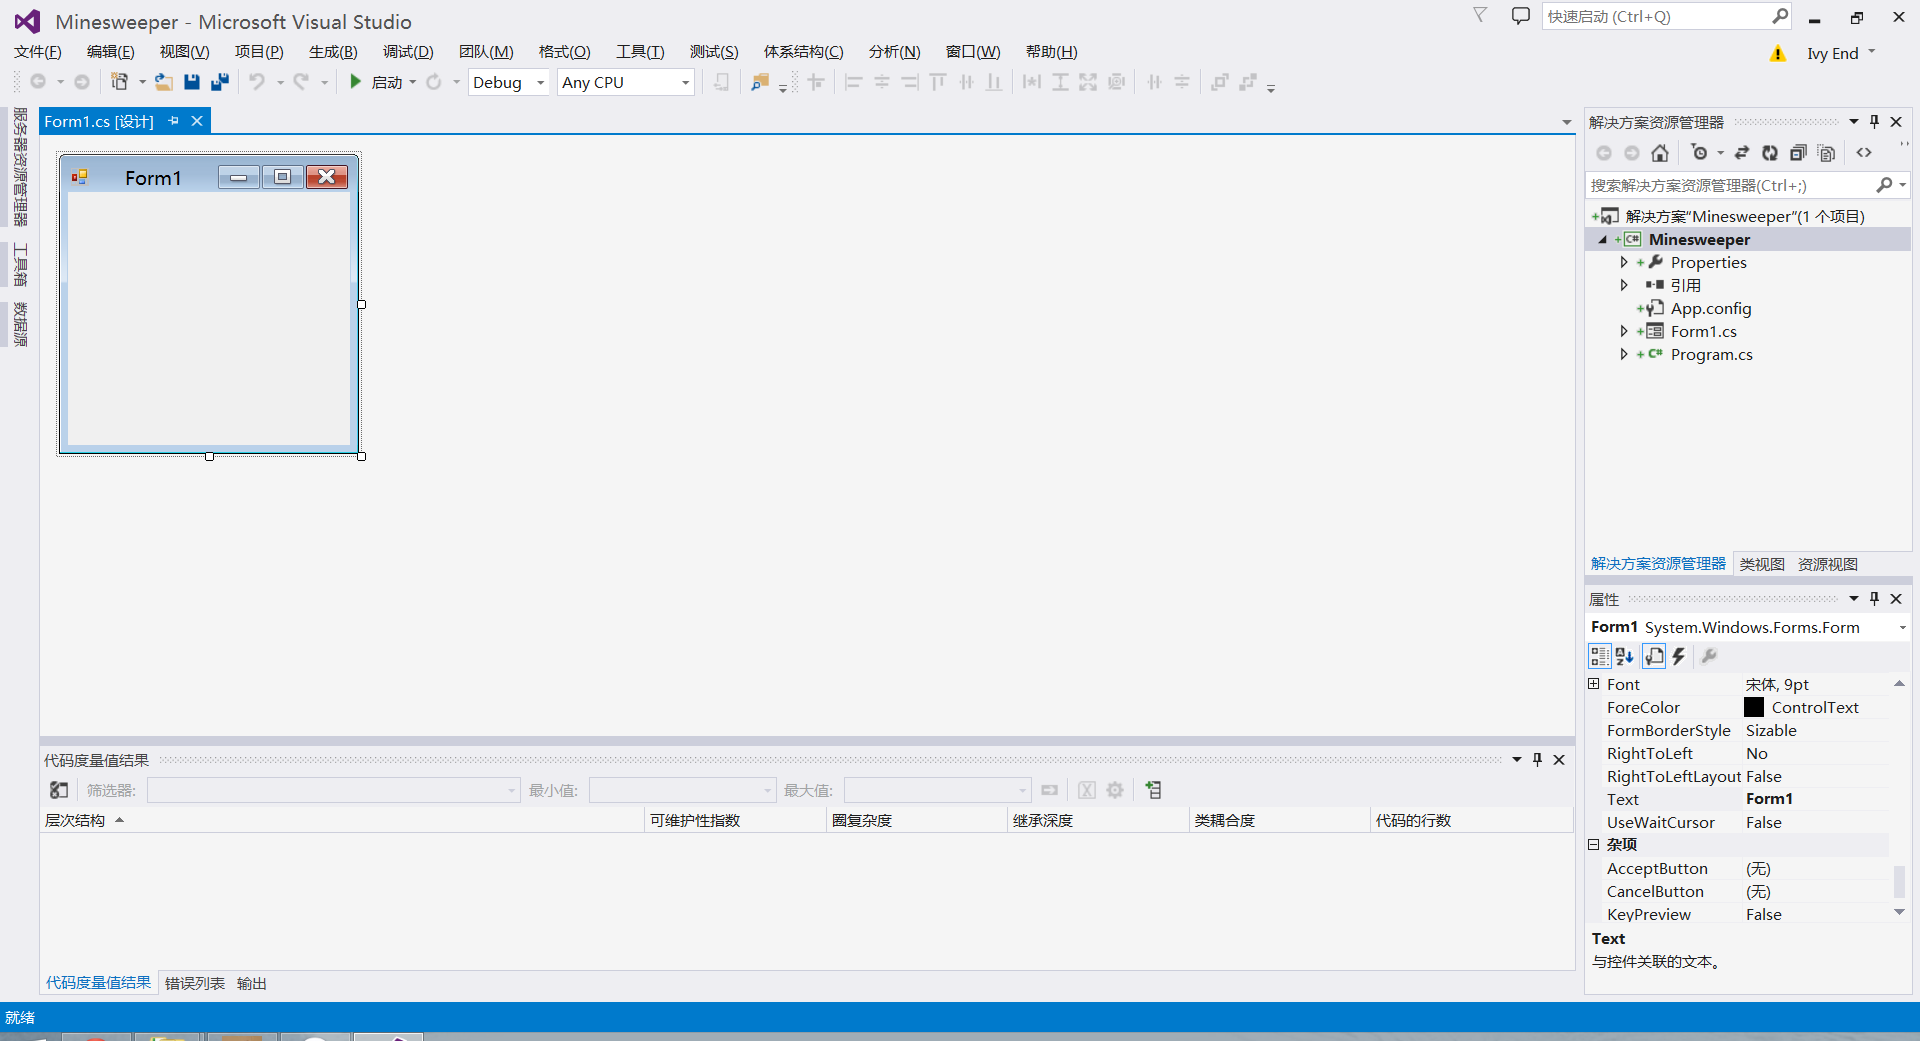 Minesweeper - Microsoft Visual Studio
快速启动 (Ctrl+Q)
文件(F) 编辑(E) 视图(V) 项目(P) 生成(B) 调试(D) 团队(M) 格式(O) 工具(T) 测试(S) 体系结构(C) 分析(N) 窗口(W) 帮助(H)
Ivy End
启动 Debug Any CPU
服务器资源管理器
工具箱
数据源
Form1.cs [设计]
Form1
解决方案资源管理器
搜索解决方案资源管理器(Ctrl+;)
解决方案“Minesweeper”(1 个项目)
C# Minesweeper
Properties
引用
App.config
Form1.cs
C# Program.cs
解决方案资源管理器 类视图 资源视图
属性
Form1 System.Windows.Forms.Form
Font 宋体, 9pt
ForeColor ControlText
FormBorderStyle Sizable
RightToLeft No
RightToLeftLayout False
Text Form1
UseWaitCursor False
杂项
AcceptButton (无)
CancelButton (无)
KeyPreview False
Text
与控件关联的文本。
代码度量值结果
筛选器: 最小值: 最大值:
层次结构 可维护性指数 圈复杂度 继承深度 类耦合度 代码的行数
代码度量值结果 错误列表 输出
就绪